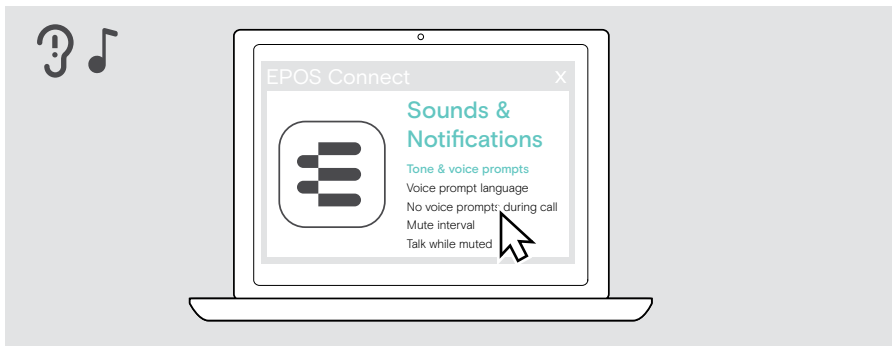 EPOS Connect X
Sounds &
Notifications
Tone & voice prompts
Voice prompt language
No voice prompts during call
Mute interval
Talk while muted